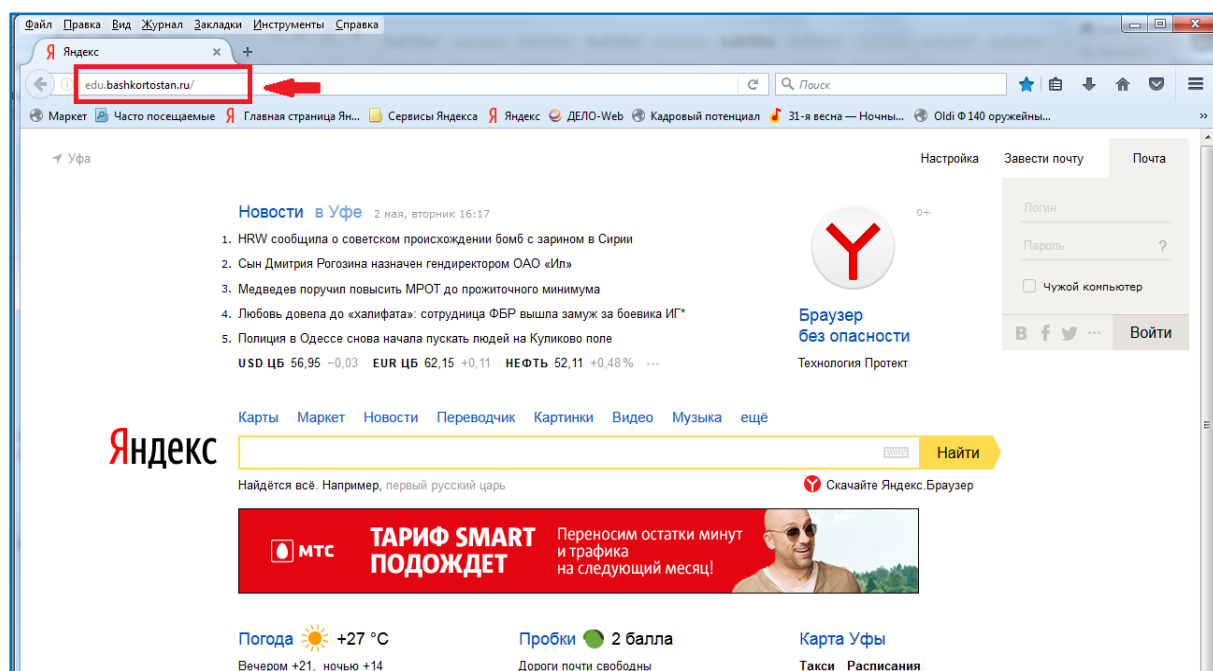 Файл Правка Вид Журнал Закладки Инструменты Справка
Я Яндекс × +
edu.bashkortostan.ru/
Поиск
Маркет Часто посещаемые Я Главная страница Ян... Сервисы Яндекса Я Яндекс ДЕЛО-Web Кадровый потенциал 31-я весна — Ночны... Oldi Ф 140 оружейны... »
Уфа
Настройка Завести почту Почта
Новости в Уфе 2 мая, вторник 16:17
1. HRW сообщила о советском происхождении бомб с зарином в Сирии
2. Сын Дмитрия Рогозина назначен гендиректором ОАО «Ил»
3. Медведев поручил повысить МРОТ до прожиточного минимума
4. Любовь довела до «халифата»: сотрудница ФБР вышла замуж за боевика ИГ*
5. Полиция в Одессе снова начала пускать людей на Куликово поле
USD ЦБ 56,95 −0,03 EUR ЦБ 62,15 +0,11 НЕФТЬ 52,11 +0,48% ···
0+
Браузер
без опасности
Технология Протект
Логин
Пароль ?
Чужой компьютер
В f ··· Войти
Карты Маркет Новости Переводчик Картинки Видео Музыка ещё
Яндекс
Найти
Найдётся всё. Например, первый русский царь
Скачайте Яндекс.Браузер
мтс
ТАРИФ SMART
ПОДОЖДЕТ
Переносим остатки минут
и трафика
на следующий месяц!
Погода +27 °C
Вечером +21, ночью +14
Пробки 2 балла
Дороги почти свободны
Карта Уфы
Такси Расписания